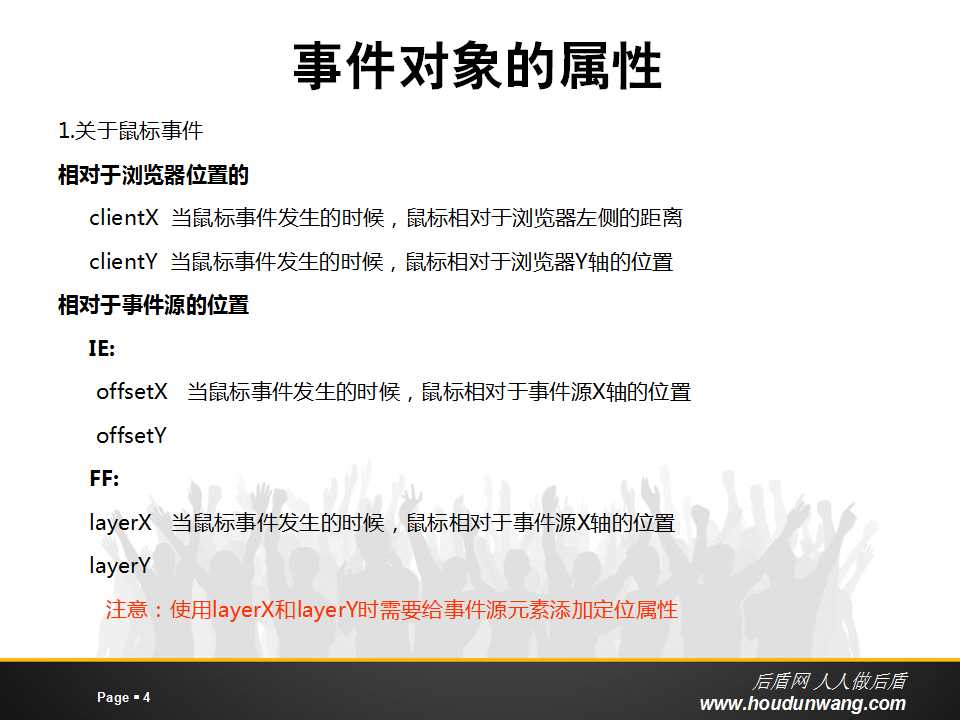 事件对象的属性
1.关于鼠标事件
相对于浏览器位置的
clientX 当鼠标事件发生的时候，鼠标相对于浏览器左侧的距离
clientY 当鼠标事件发生的时候，鼠标相对于浏览器Y轴的位置
相对于事件源的位置
IE:
offsetX 当鼠标事件发生的时候，鼠标相对于事件源X轴的位置
offsetY
FF:
layerX 当鼠标事件发生的时候，鼠标相对于事件源X轴的位置
layerY
注意：使用layerX和layerY时需要给事件源元素添加定位属性
Page ▪ 4
后盾网 人人做后盾
www.houdunwang.com